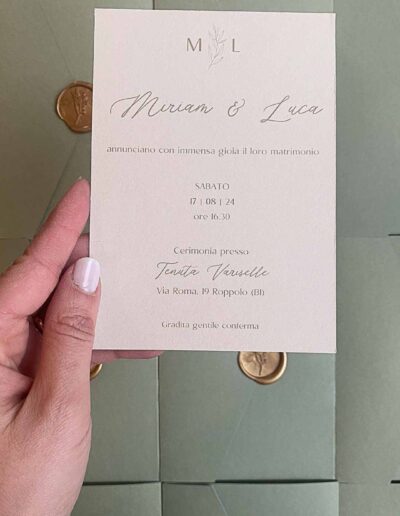 M L
Miriam & Luca
annunciano con immensa gioia il loro matrimonio
SABATO
17 | 08 | 24
ore 16.30
Cerimonia presso
Tenuta Variselle
Via Roma, 19 Roppolo (BI)
Gradita gentile conferma